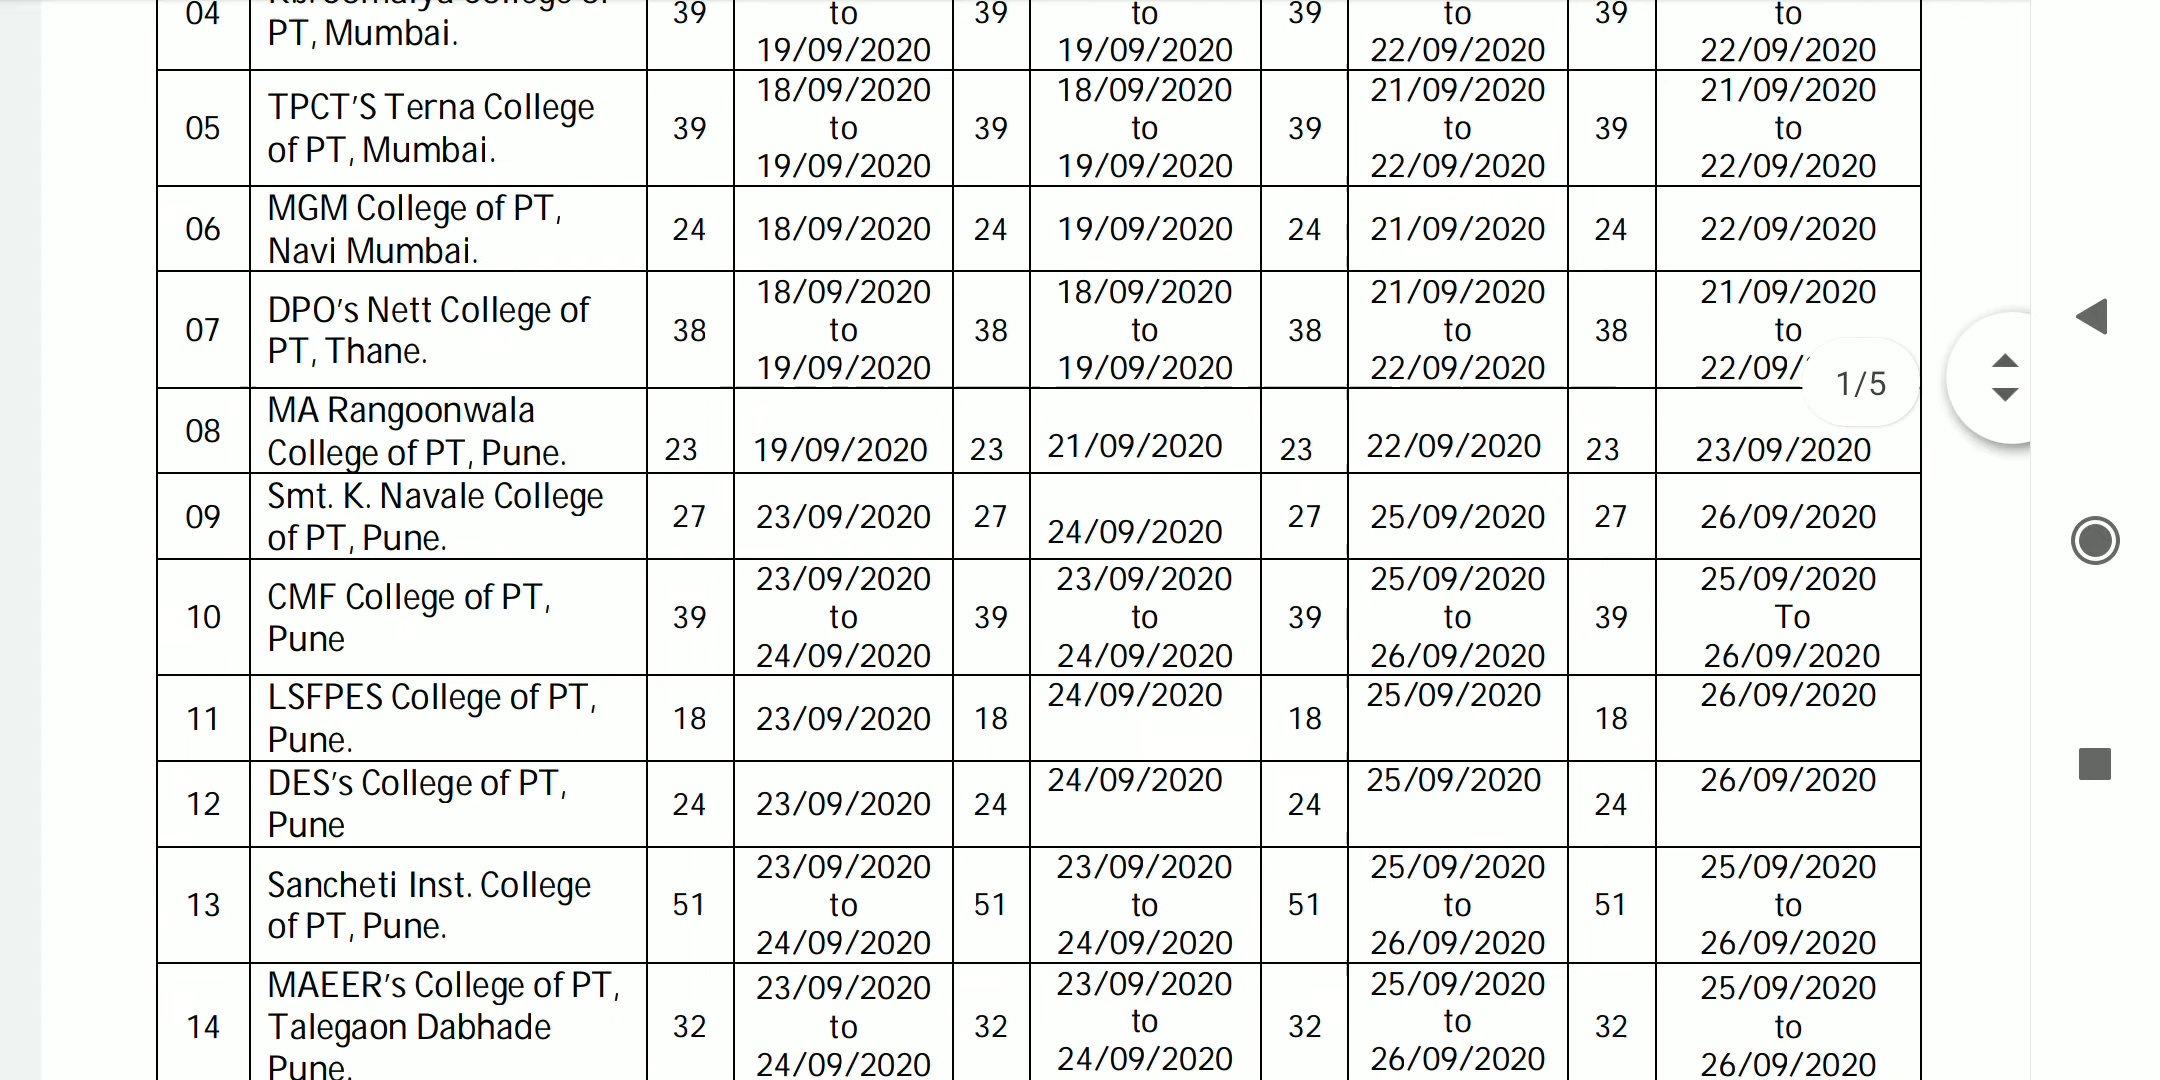 04 PT, Mumbai. 39 to 39 to 39 to 39 to
19/09/2020 19/09/2020 22/09/2020 22/09/2020
18/09/2020 18/09/2020 21/09/2020 21/09/2020
05 TPCT'S Terna College of PT, Mumbai. 39 to 39 to 39 to 39 to
19/09/2020 19/09/2020 22/09/2020 22/09/2020
MGM College of PT,
06 24 18/09/2020 24 19/09/2020 24 21/09/2020 24 22/09/2020
Navi Mumbai.
18/09/2020 18/09/2020 21/09/2020 21/09/2020
07 DPO's Nett College of PT, Thane. 38 to 38 to 38 to 38 to
19/09/2020 19/09/2020 22/09/2020 22/09/
1/5
MA Rangoonwala
08 College of PT, Pune. 23 19/09/2020 23 21/09/2020 23 22/09/2020 23 23/09/2020
Smt. K. Navale College
09 27 23/09/2020 27 24/09/2020 27 25/09/2020 27 26/09/2020
of PT, Pune.
23/09/2020 23/09/2020 25/09/2020 25/09/2020
10 CMF College of PT, Pune 39 to 39 to 39 to 39 To
24/09/2020 24/09/2020 26/09/2020 26/09/2020
LSFPES College of PT,
11 18 23/09/2020 18 24/09/2020 18 25/09/2020 18 26/09/2020
Pune.
DES's College of PT,
12 24 23/09/2020 24 24/09/2020 24 25/09/2020 24 26/09/2020
Pune
23/09/2020 23/09/2020 25/09/2020 25/09/2020
13 Sancheti Inst. College of PT, Pune. 51 to 51 to 51 to 51 to
24/09/2020 24/09/2020 26/09/2020 26/09/2020
MAEER's College of PT, 23/09/2020 23/09/2020 25/09/2020 25/09/2020
14 Talegaon Dabhade 32 to 32 to 32 to 32 to
Pune. 24/09/2020 24/09/2020 26/09/2020 26/09/2020